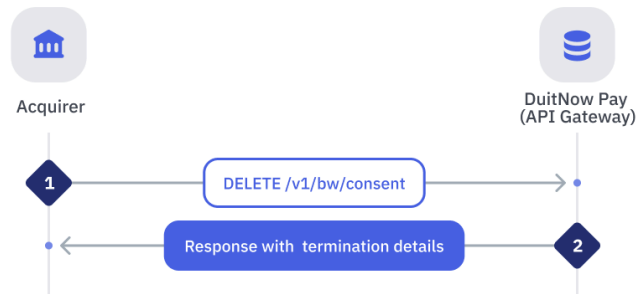 Acquirer
DuitNow Pay
(API Gateway)
1
DELETE /v1/bw/consent
Response with termination details
2